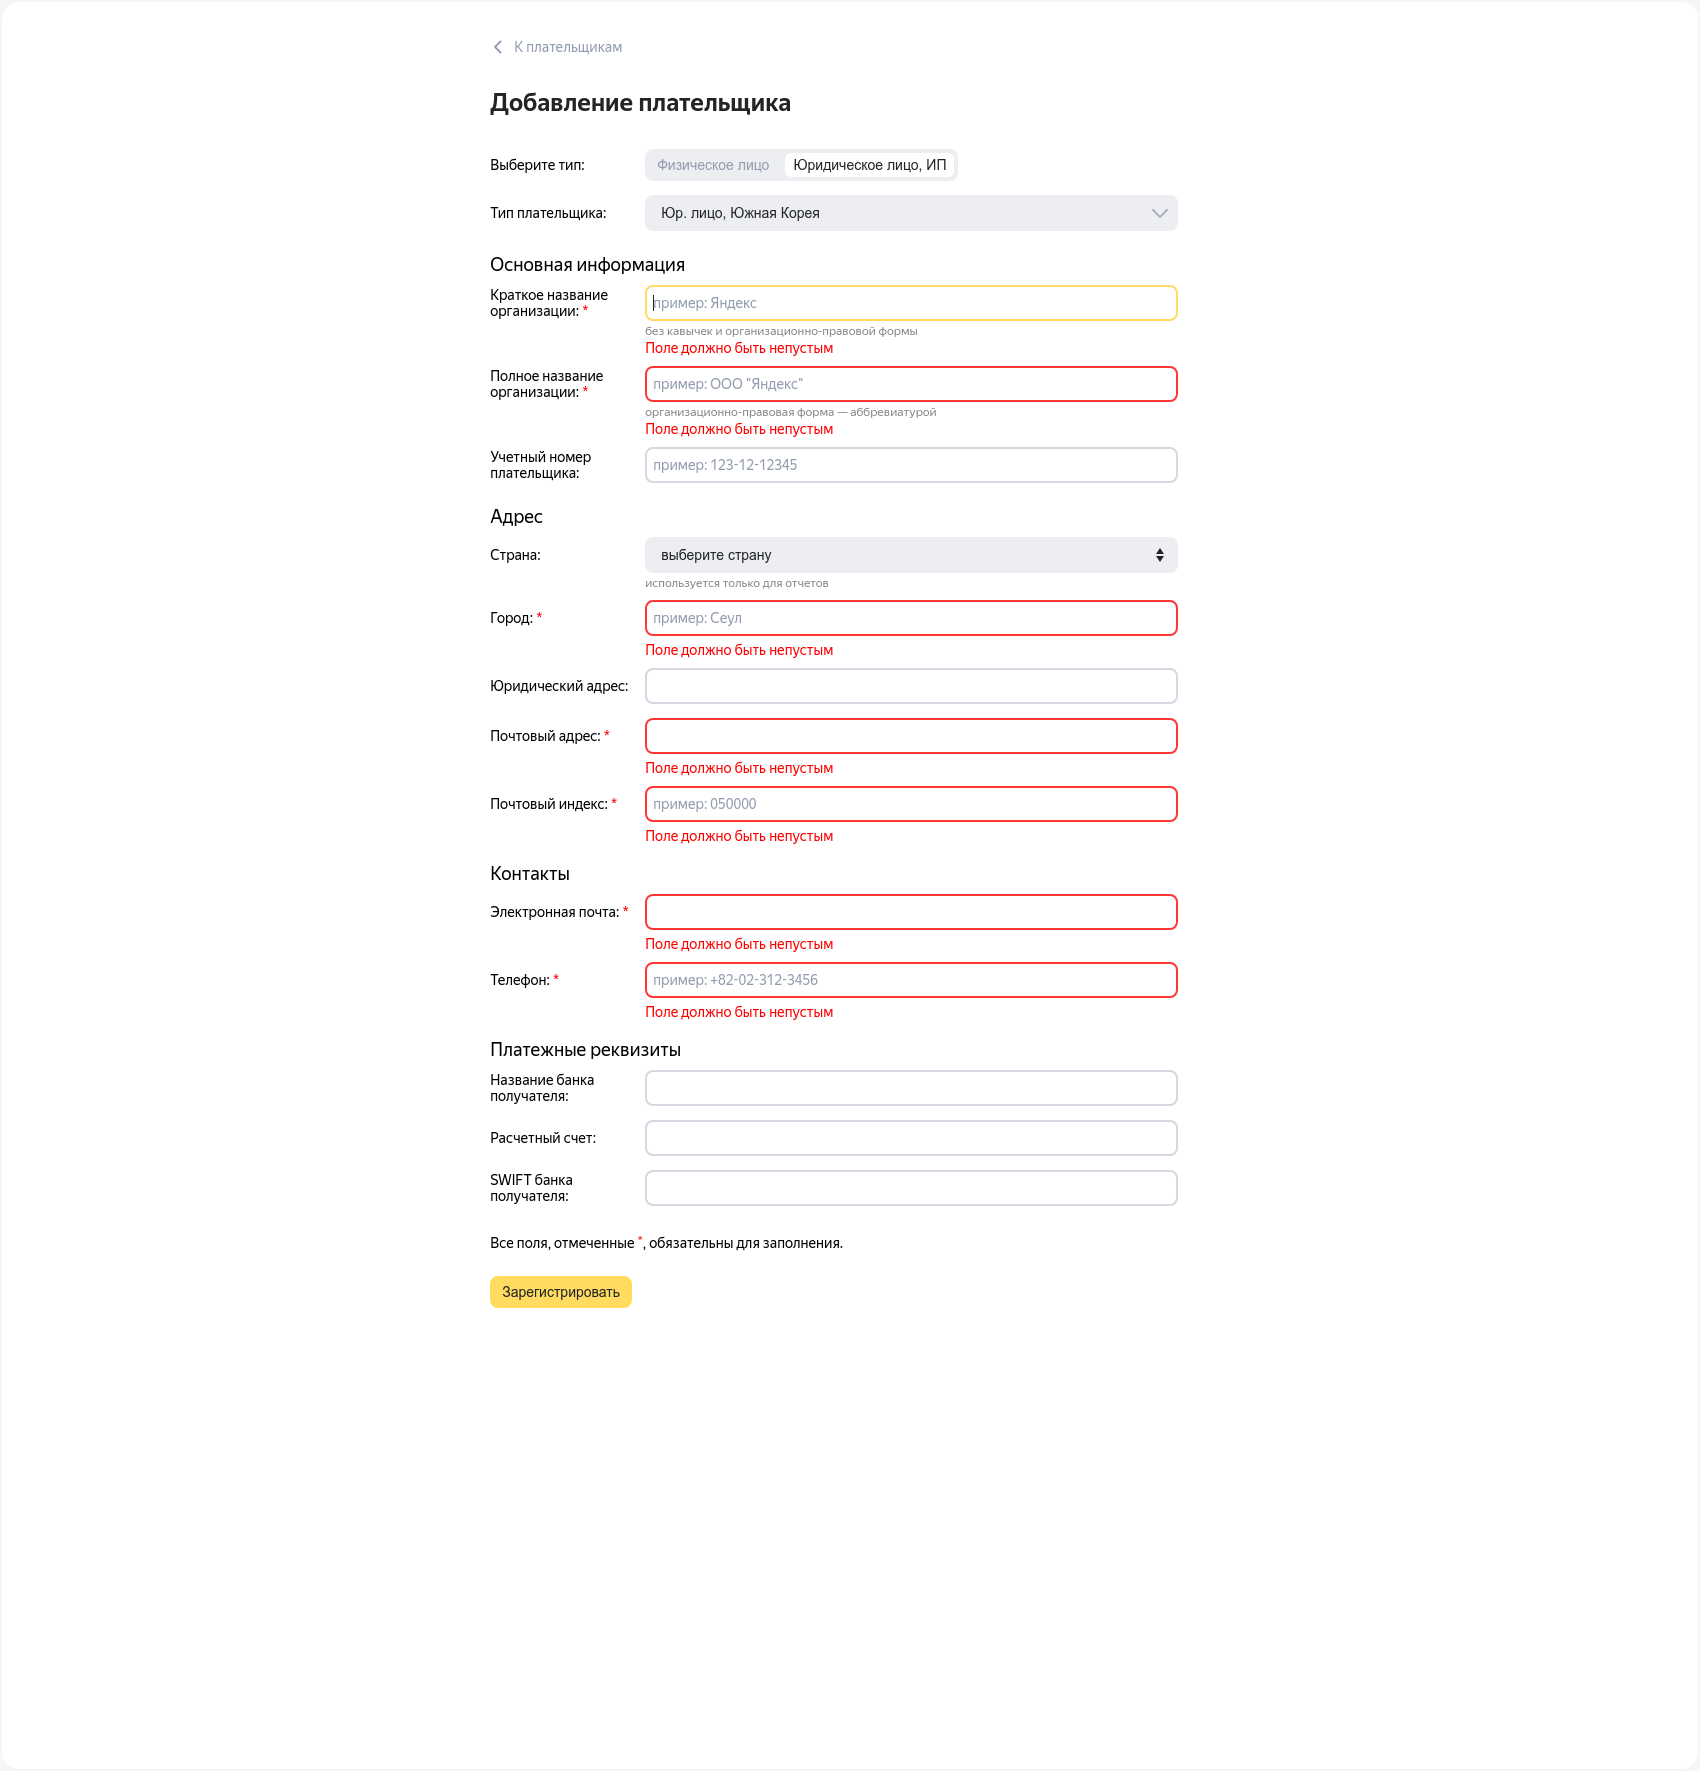 К плательщикам
Добавление плательщика
Выберите тип:
Физическое лицо
Юридическое лицо, ИП
Тип плательщика:
Юр. лицо, Южная Корея
Основная информация
Краткое название
организации: *
пример: Яндекс
без кавычек и организационно-правовой формы
Поле должно быть непустым
Полное название
организации: *
пример: ООО "Яндекс"
организационно-правовая форма — аббревиатурой
Поле должно быть непустым
Учетный номер
плательщика:
пример: 123-12-12345
Адрес
Страна:
выберите страну
используется только для отчетов
Город: *
пример: Сеул
Поле должно быть непустым
Юридический адрес:
Почтовый адрес: *
Поле должно быть непустым
Почтовый индекс: *
пример: 050000
Поле должно быть непустым
Контакты
Электронная почта: *
Поле должно быть непустым
Телефон: *
пример: +82-02-312-3456
Поле должно быть непустым
Платежные реквизиты
Название банка
получателя:
Расчетный счет:
SWIFT банка
получателя:
Все поля, отмеченные *, обязательны для заполнения.
Зарегистрировать